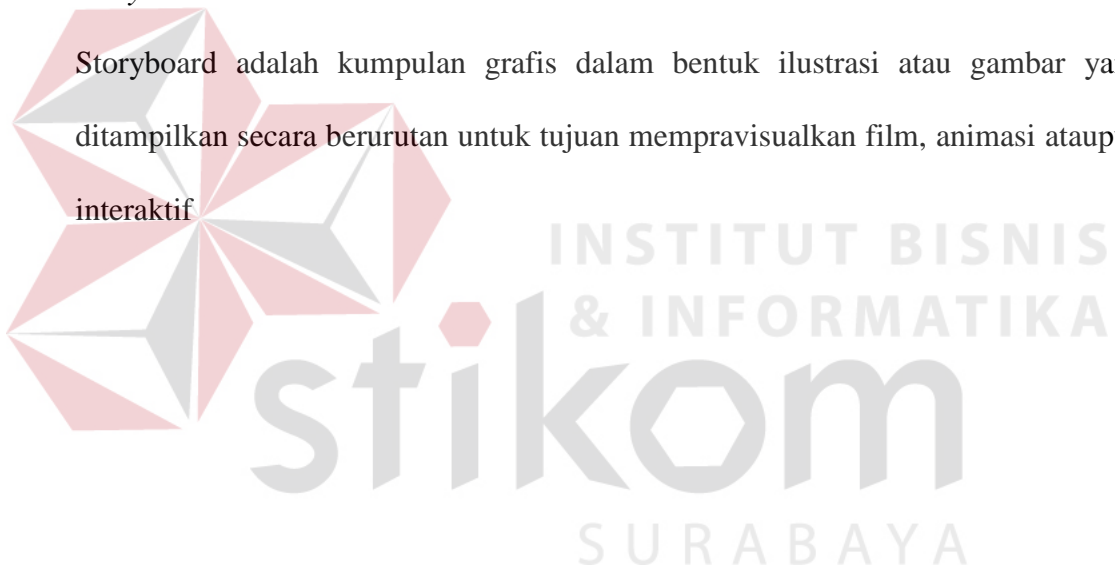 Storyboard adalah kumpulan grafis dalam bentuk ilustrasi atau gambar ya
ditampilkan secara berurutan untuk tujuan mempravisualkan film, animasi ataup
interaktif
INSTITUT BISNIS
& INFORMATIKA
stikom
SURABAYA